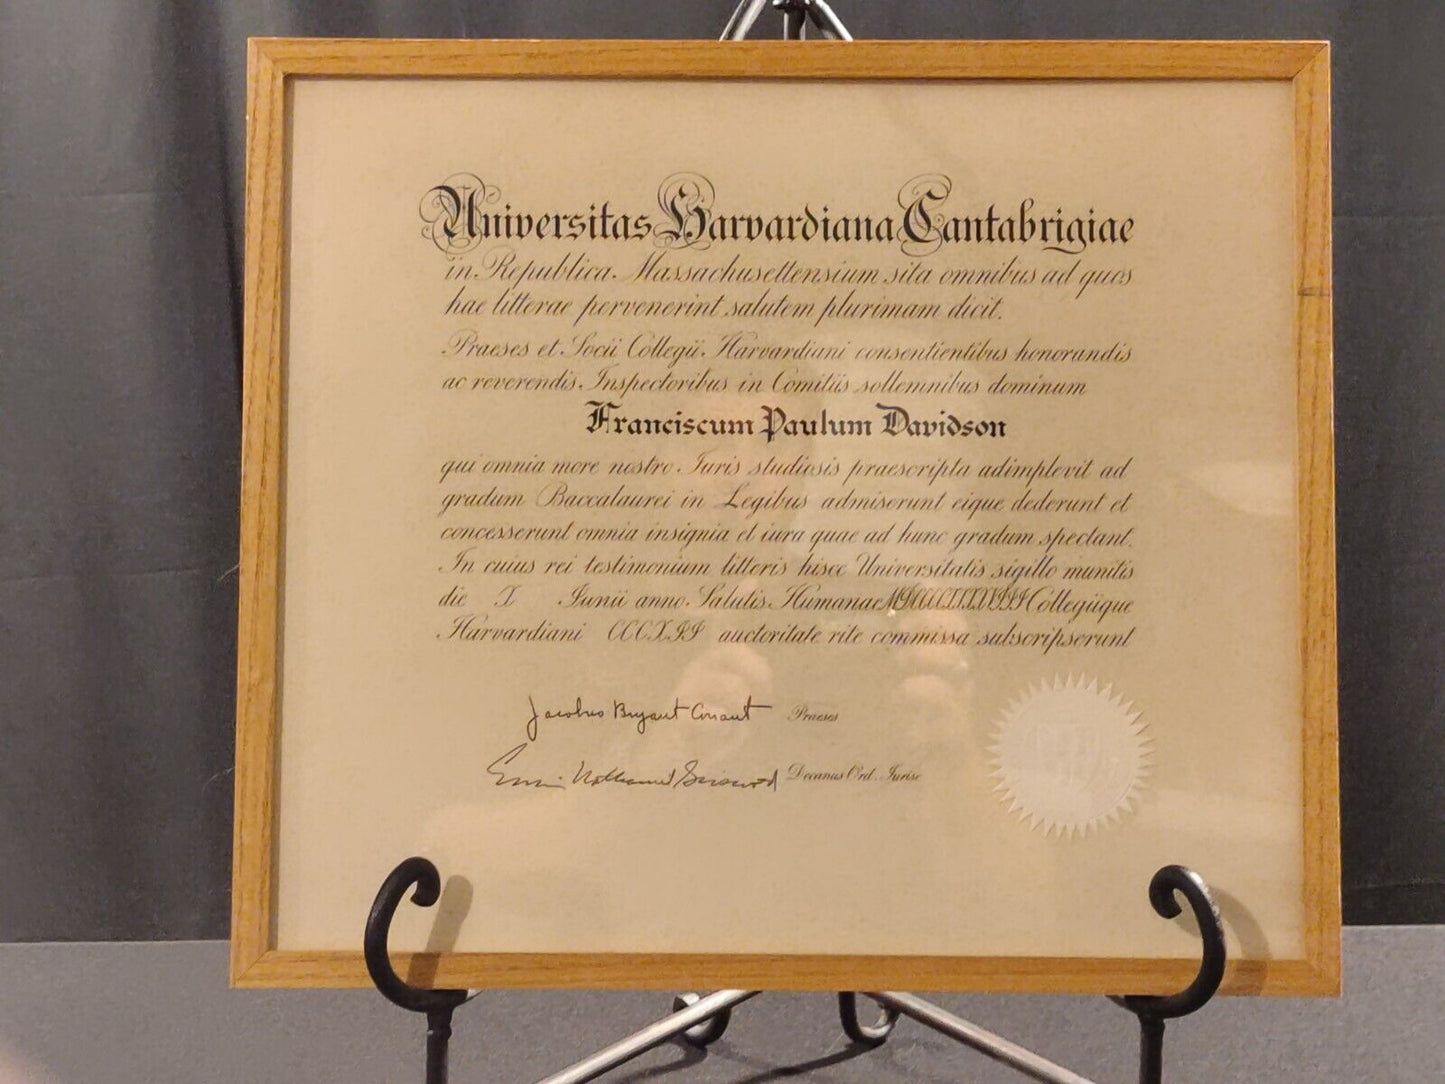 Universitas Harvardiana Cantabrigiae
in Republica Massachusettensium sita omnibus ad quos
hae litterae pervenerint salutem plurimam dicit.
Praeses et Socii Collegii Harvardiani consentientibus honorandis
ac reverendis Inspectoribus in Comitiis sollemnibus dominum
Franciscum Paulum Davidson
qui omnia more nostro Iuris studiosis praescripta adimplevit ad
gradum Baccalaurei in Legibus admiserunt eique dederunt et
concesserunt omnia insignia et iura quae ad hunc gradum spectant.
In cuius rei testimonium litteris hisce Universitatis sigillo munitis
die X Iunii anno Salutis Humanae Collegiique
Harvardiani CCCXII auctoritate rite commissa subscripserunt
Jacobus Bryant Conant Praeses
Nathaniel Griswold Decanus Ord. Iurisc